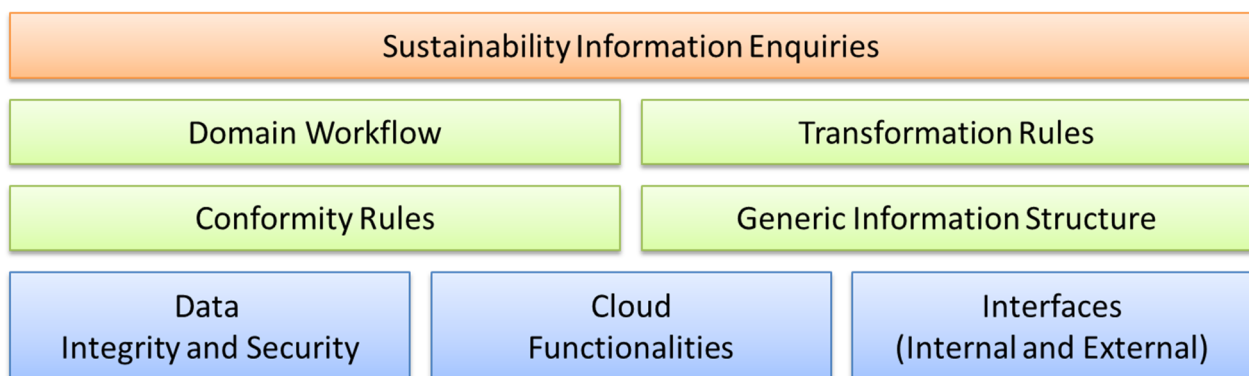 Sustainability Information Enquiries
Domain Workflow
Transformation Rules
Conformity Rules
Generic Information Structure
Data
Integrity and Security
Cloud
Functionalities
Interfaces
(Internal and External)